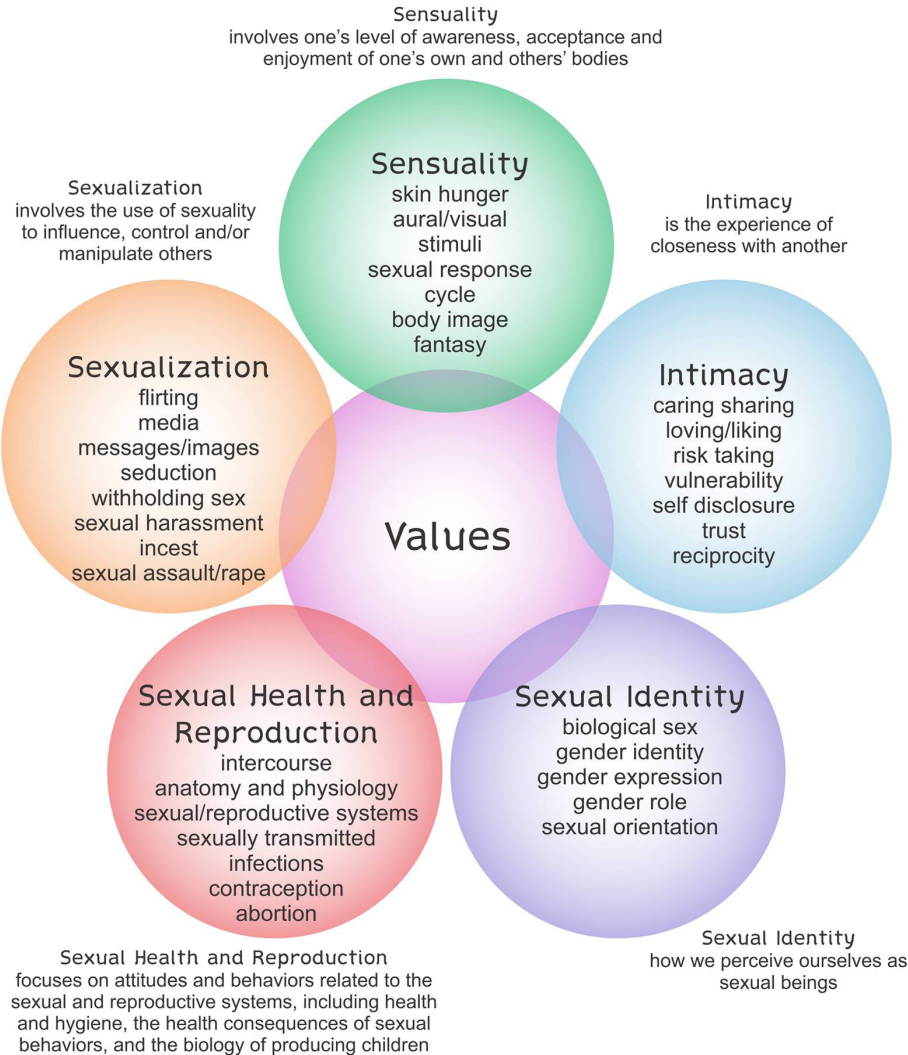 Sensuality
involves one’s level of awareness, acceptance and
enjoyment of one’s own and others’ bodies
Sensuality
skin hunger
aural/visual
stimuli
sexual response
cycle
body image
fantasy
Sexualization
involves the use of sexuality
to influence, control and/or
manipulate others
Intimacy
is the experience of
closeness with another
Sexualization
flirting
media
messages/images
seduction
withholding sex
sexual harassment
incest
sexual assault/rape
Intimacy
caring sharing
loving/liking
risk taking
vulnerability
self disclosure
trust
reciprocity
Values
Sexual Health and
Reproduction
intercourse
anatomy and physiology
sexual/reproductive systems
sexually transmitted
infections
contraception
abortion
Sexual Identity
biological sex
gender identity
gender expression
gender role
sexual orientation
Sexual Health and Reproduction
focuses on attitudes and behaviors related to the
sexual and reproductive systems, including health
and hygiene, the health consequences of sexual
behaviors, and the biology of producing children
Sexual Identity
how we perceive ourselves as
sexual beings